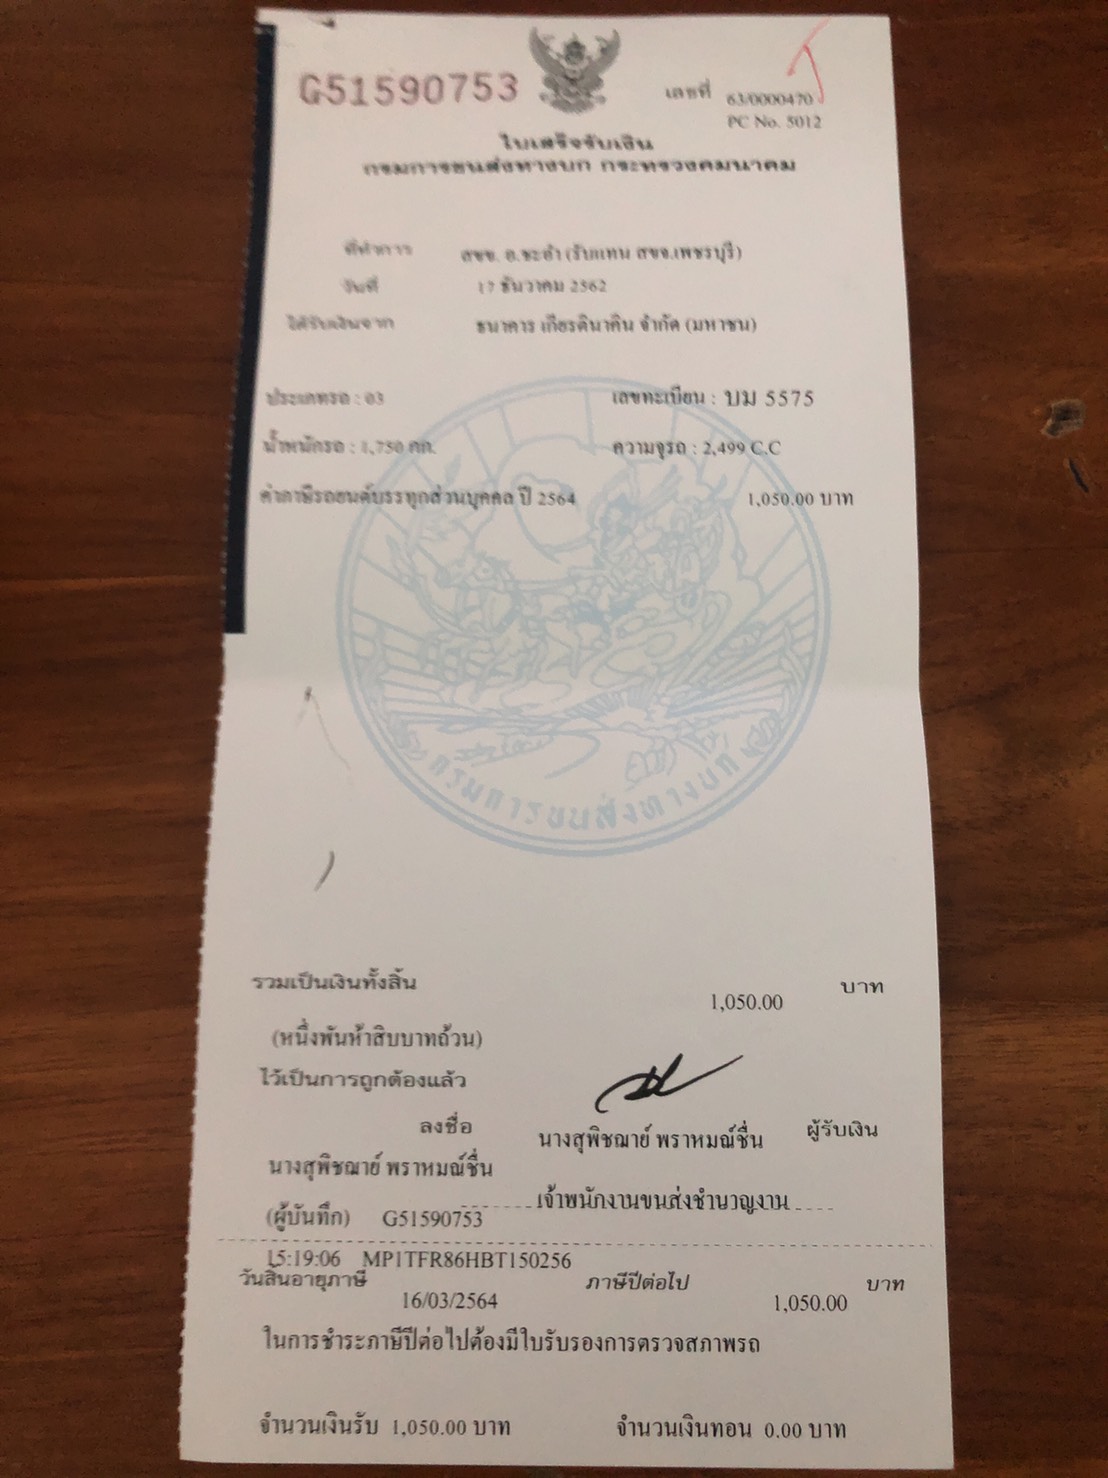 G51590753
เลขที่ 63/0000470
PC No. 5012
ใบเสร็จรับเงิน
กรมการขนส่งทางบก กระทรวงคมนาคม
ที่ทำการ สขข. อ.ชะอำ (รับแทน สขจ.เพชรบุรี)
วันที่ 17 ธันวาคม 2562
ได้รับเงินจาก ธนาคาร เกียรตินาคิน จำกัด (มหาชน)
ประเภทรถ : 03 เลขทะเบียน : บม 5575
น้ำหนักรถ : 1,750 กก. ความจุรถ : 2,499 C.C
ค่าภาษีรถยนต์บรรทุกส่วนบุคคล ปี 2564 1,050.00 บาท
กรมการขนส่งทางบก
รวมเป็นเงินทั้งสิ้น 1,050.00 บาท
(หนึ่งพันห้าสิบบาทถ้วน)
ไว้เป็นการถูกต้องแล้ว
ลงชื่อ นางสุพิชฌาย์ พราหมณ์ชื่น ผู้รับเงิน
นางสุพิชฌาย์ พราหมณ์ชื่น
เจ้าพนักงานขนส่งชำนาญงาน
(ผู้บันทึก) G51590753
15:19:06 MP1TFR86HBT150256
วันสิ้นอายุภาษี ภาษีปีต่อไป บาท
16/03/2564 1,050.00
ในการชำระภาษีปีต่อไปต้องมีใบรับรองการตรวจสภาพรถ
จำนวนเงินรับ 1,050.00 บาท จำนวนเงินทอน 0.00 บาท